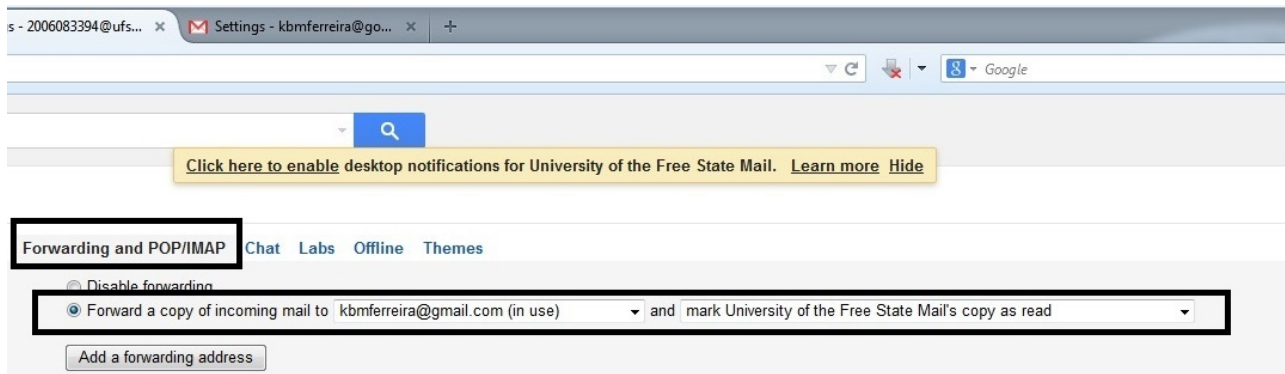 s - 2006083394@ufs... × Settings - kbmferreira@go... × +
Google
Click here to enable desktop notifications for University of the Free State Mail. Learn more Hide
Forwarding and POP/IMAP Chat Labs Offline Themes
Disable forwarding
Forward a copy of incoming mail to kbmferreira@gmail.com (in use) and mark University of the Free State Mail's copy as read
Add a forwarding address